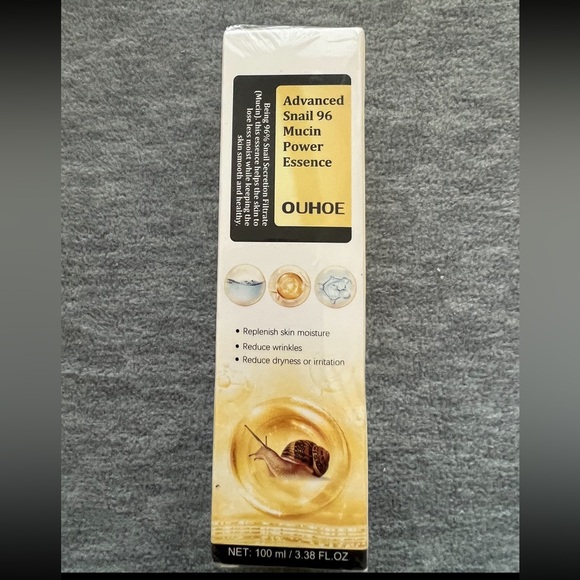 Advanced
Snail 96
Mucin
Power
Essence
OUHOE
Being 96% Snail Secretion Filtrate
(Mucin), this essence helps the skin to
lose less moist while keeping the
skin smooth and healthy.
• Replenish skin moisture
• Reduce wrinkles
• Reduce dryness or irritation
NET: 100 ml / 3.38 FL.OZ